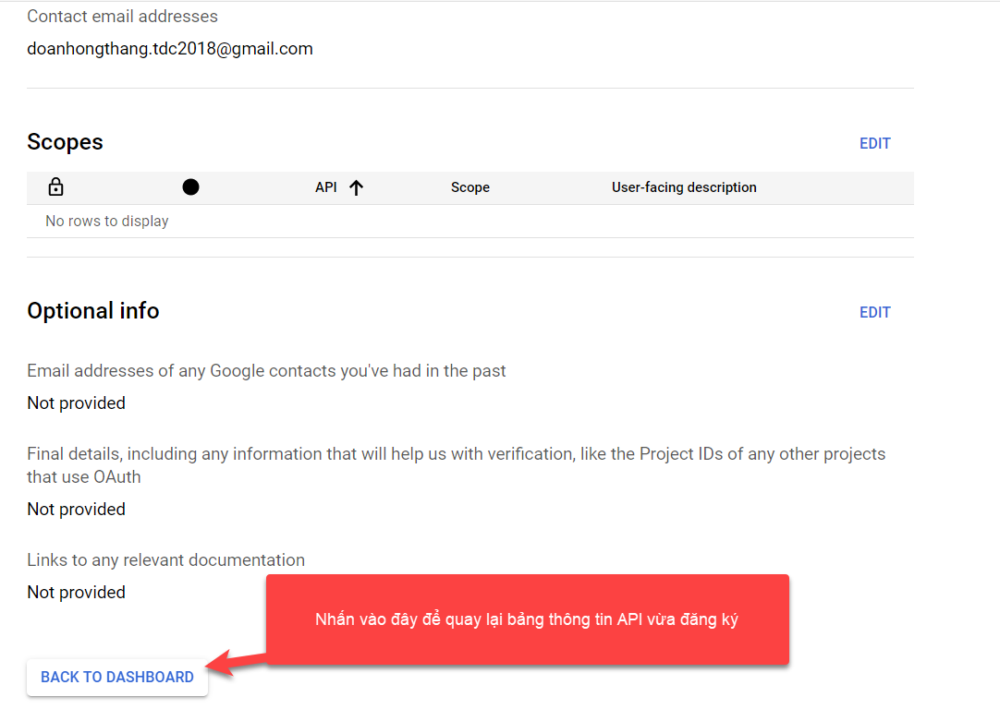 Contact email addresses
doanhongthang.tdc2018@gmail.com
Scopes
EDIT
API Scope User-facing description
No rows to display
Optional info
EDIT
Email addresses of any Google contacts you've had in the past
Not provided
Final details, including any information that will help us with verification, like the Project IDs of any other projects
that use OAuth
Not provided
Links to any relevant documentation
Not provided
Nhấn vào đây để quay lại bảng thông tin API vừa đăng ký
BACK TO DASHBOARD